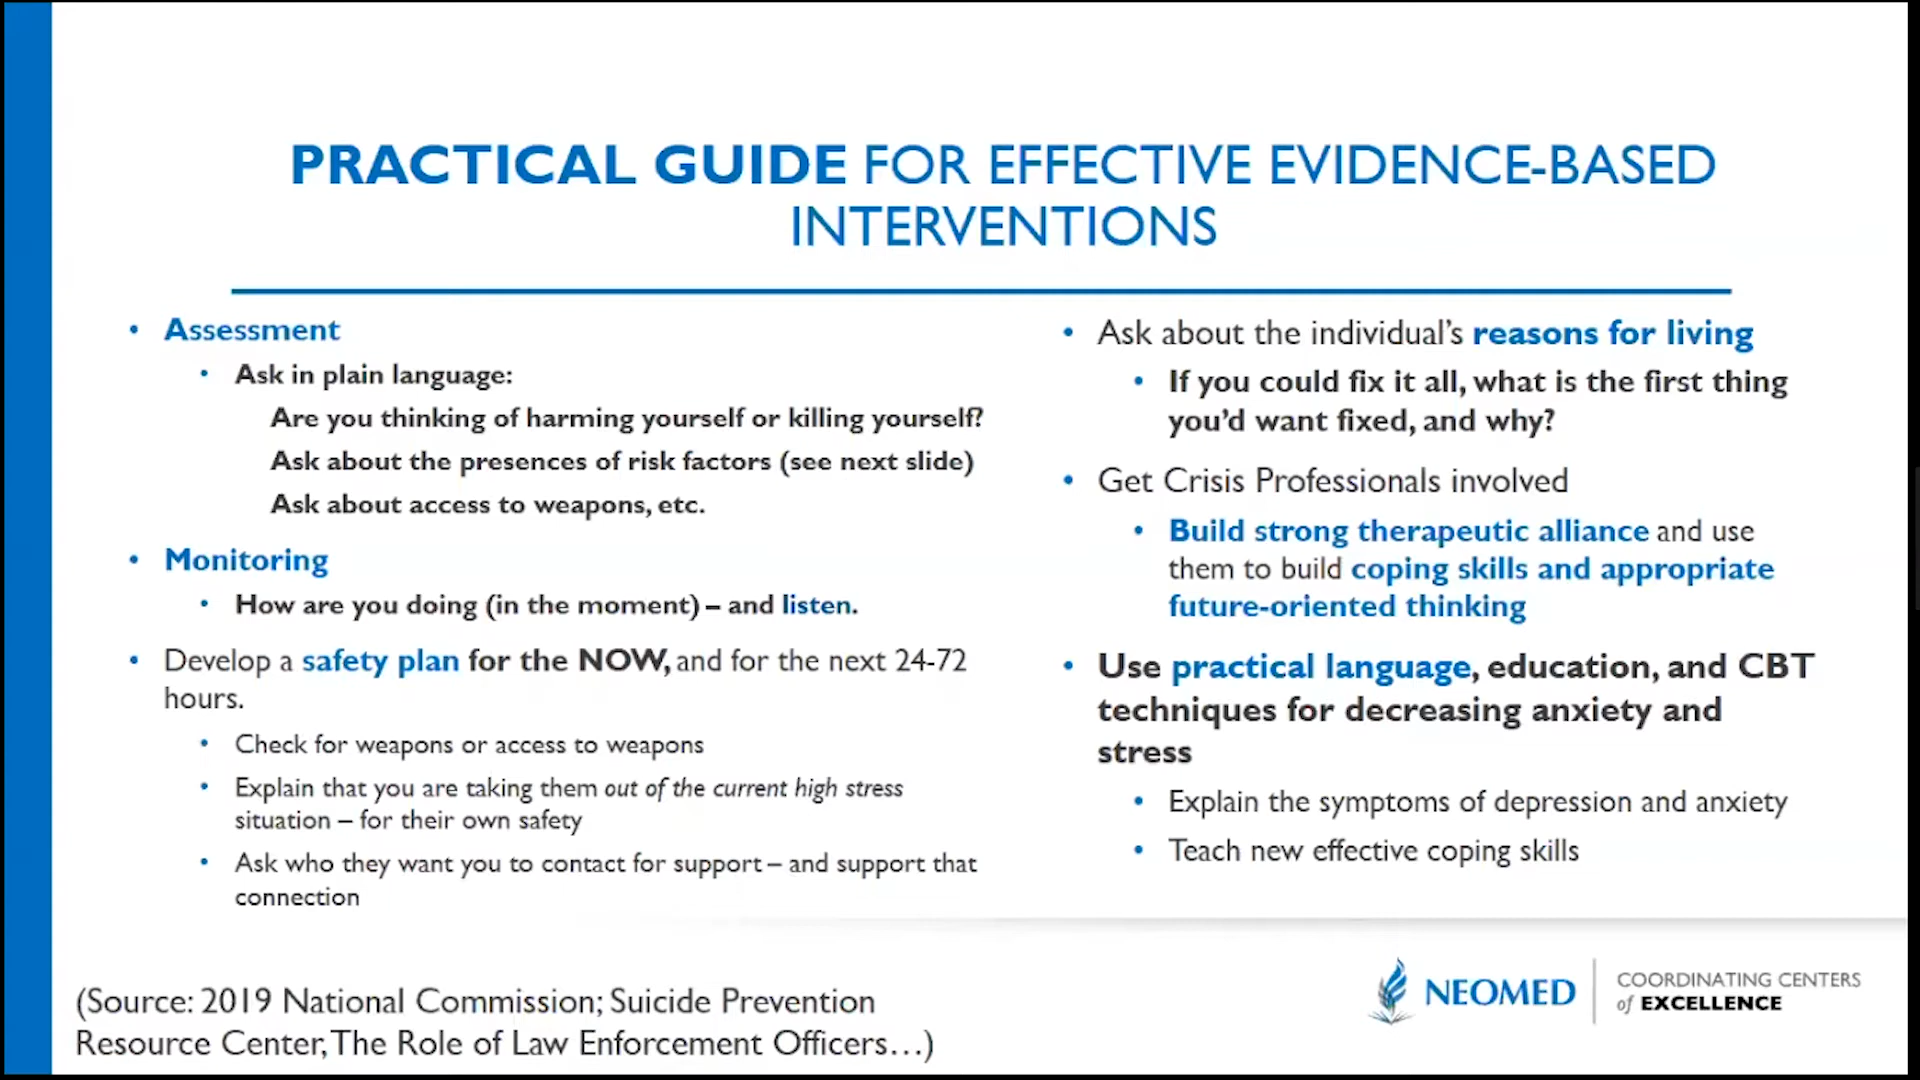 PRACTICAL GUIDE FOR EFFECTIVE EVIDENCE-BASED
INTERVENTIONS
• Assessment
• Ask in plain language:
Are you thinking of harming yourself or killing yourself?
Ask about the presences of risk factors (see next slide)
Ask about access to weapons, etc.
• Monitoring
• How are you doing (in the moment) – and listen.
• Develop a safety plan for the NOW, and for the next 24-72
hours.
• Check for weapons or access to weapons
• Explain that you are taking them out of the current high stress
situation – for their own safety
• Ask who they want you to contact for support – and support that
connection
• Ask about the individual's reasons for living
• If you could fix it all, what is the first thing
you'd want fixed, and why?
• Get Crisis Professionals involved
• Build strong therapeutic alliance and use
them to build coping skills and appropriate
future-oriented thinking
• Use practical language, education, and CBT
techniques for decreasing anxiety and
stress
• Explain the symptoms of depression and anxiety
• Teach new effective coping skills
(Source: 2019 National Commission; Suicide Prevention
Resource Center, The Role of Law Enforcement Officers…)
NEOMED
COORDINATING CENTERS
of EXCELLENCE